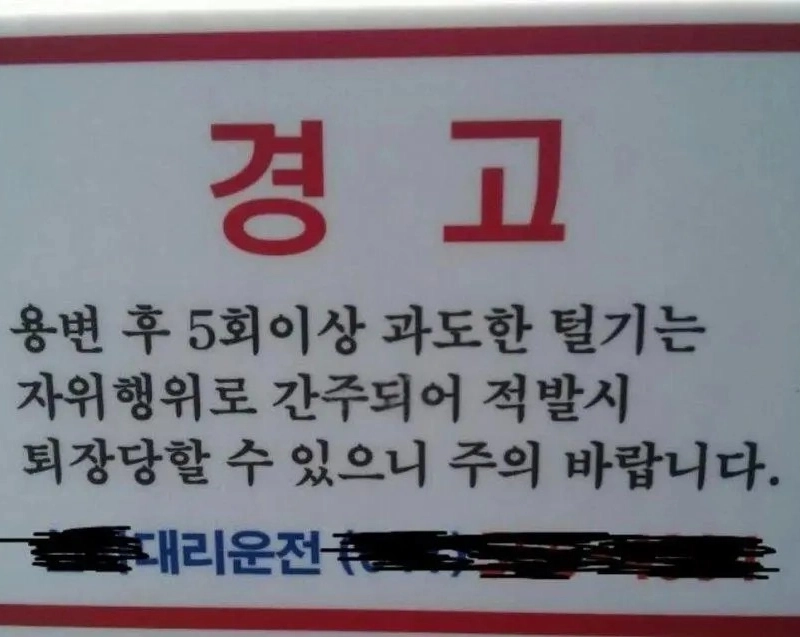 경 고
용변 후 5회이상 과도한 털기는
자위행위로 간주되어 적발시
퇴장당할 수 있으니 주의 바랍니다.
대리운전